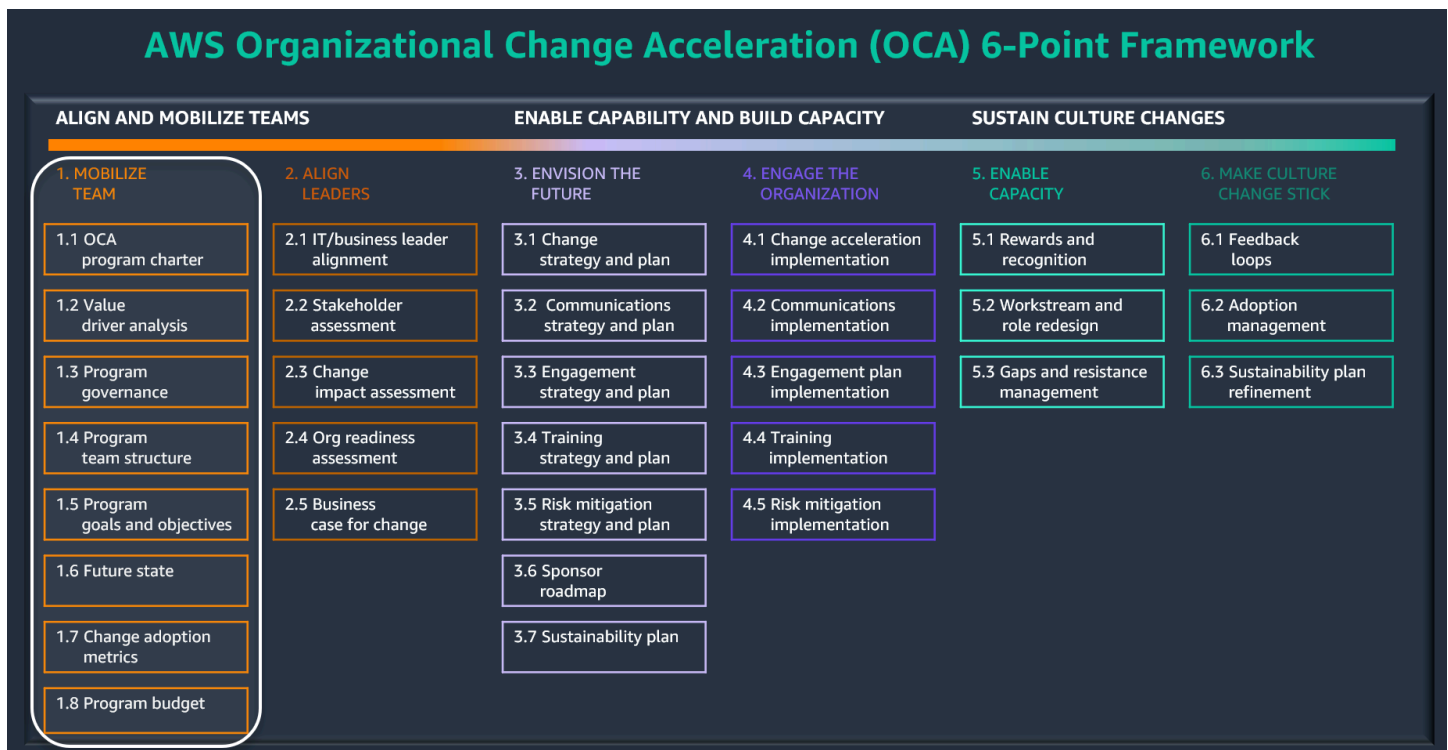 AWS Organizational Change Acceleration (OCA) 6-Point Framework
ALIGN AND MOBILIZE TEAMS
ENABLE CAPABILITY AND BUILD CAPACITY
SUSTAIN CULTURE CHANGES
1. MOBILIZE
TEAM
1.1 OCA
program charter
1.2 Value
driver analysis
1.3 Program
governance
1.4 Program
team structure
1.5 Program
goals and objectives
1.6 Future state
1.7 Change adoption
metrics
1.8 Program budget
2. ALIGN
LEADERS
2.1 IT/business leader
alignment
2.2 Stakeholder
assessment
2.3 Change
impact assessment
2.4 Org readiness
assessment
2.5 Business
case for change
3. ENVISION THE
FUTURE
3.1 Change
strategy and plan
3.2 Communications
strategy and plan
3.3 Engagement
strategy and plan
3.4 Training
strategy and plan
3.5 Risk mitigation
strategy and plan
3.6 Sponsor
roadmap
3.7 Sustainability plan
4. ENGAGE THE
ORGANIZATION
4.1 Change acceleration
implementation
4.2 Communications
implementation
4.3 Engagement plan
implementation
4.4 Training
implementation
4.5 Risk mitigation
implementation
5. ENABLE
CAPACITY
5.1 Rewards and
recognition
5.2 Workstream and
role redesign
5.3 Gaps and resistance
management
6. MAKE CULTURE
CHANGE STICK
6.1 Feedback
loops
6.2 Adoption
management
6.3 Sustainability plan
refinement